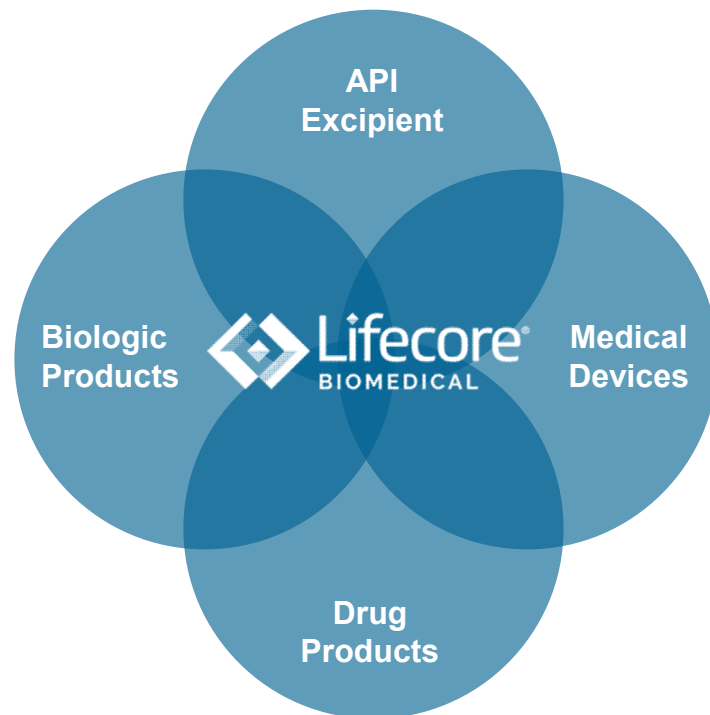 API
Excipient
Biologic
Products
Lifecore®
BIOMEDICAL
Medical
Devices
Drug
Products